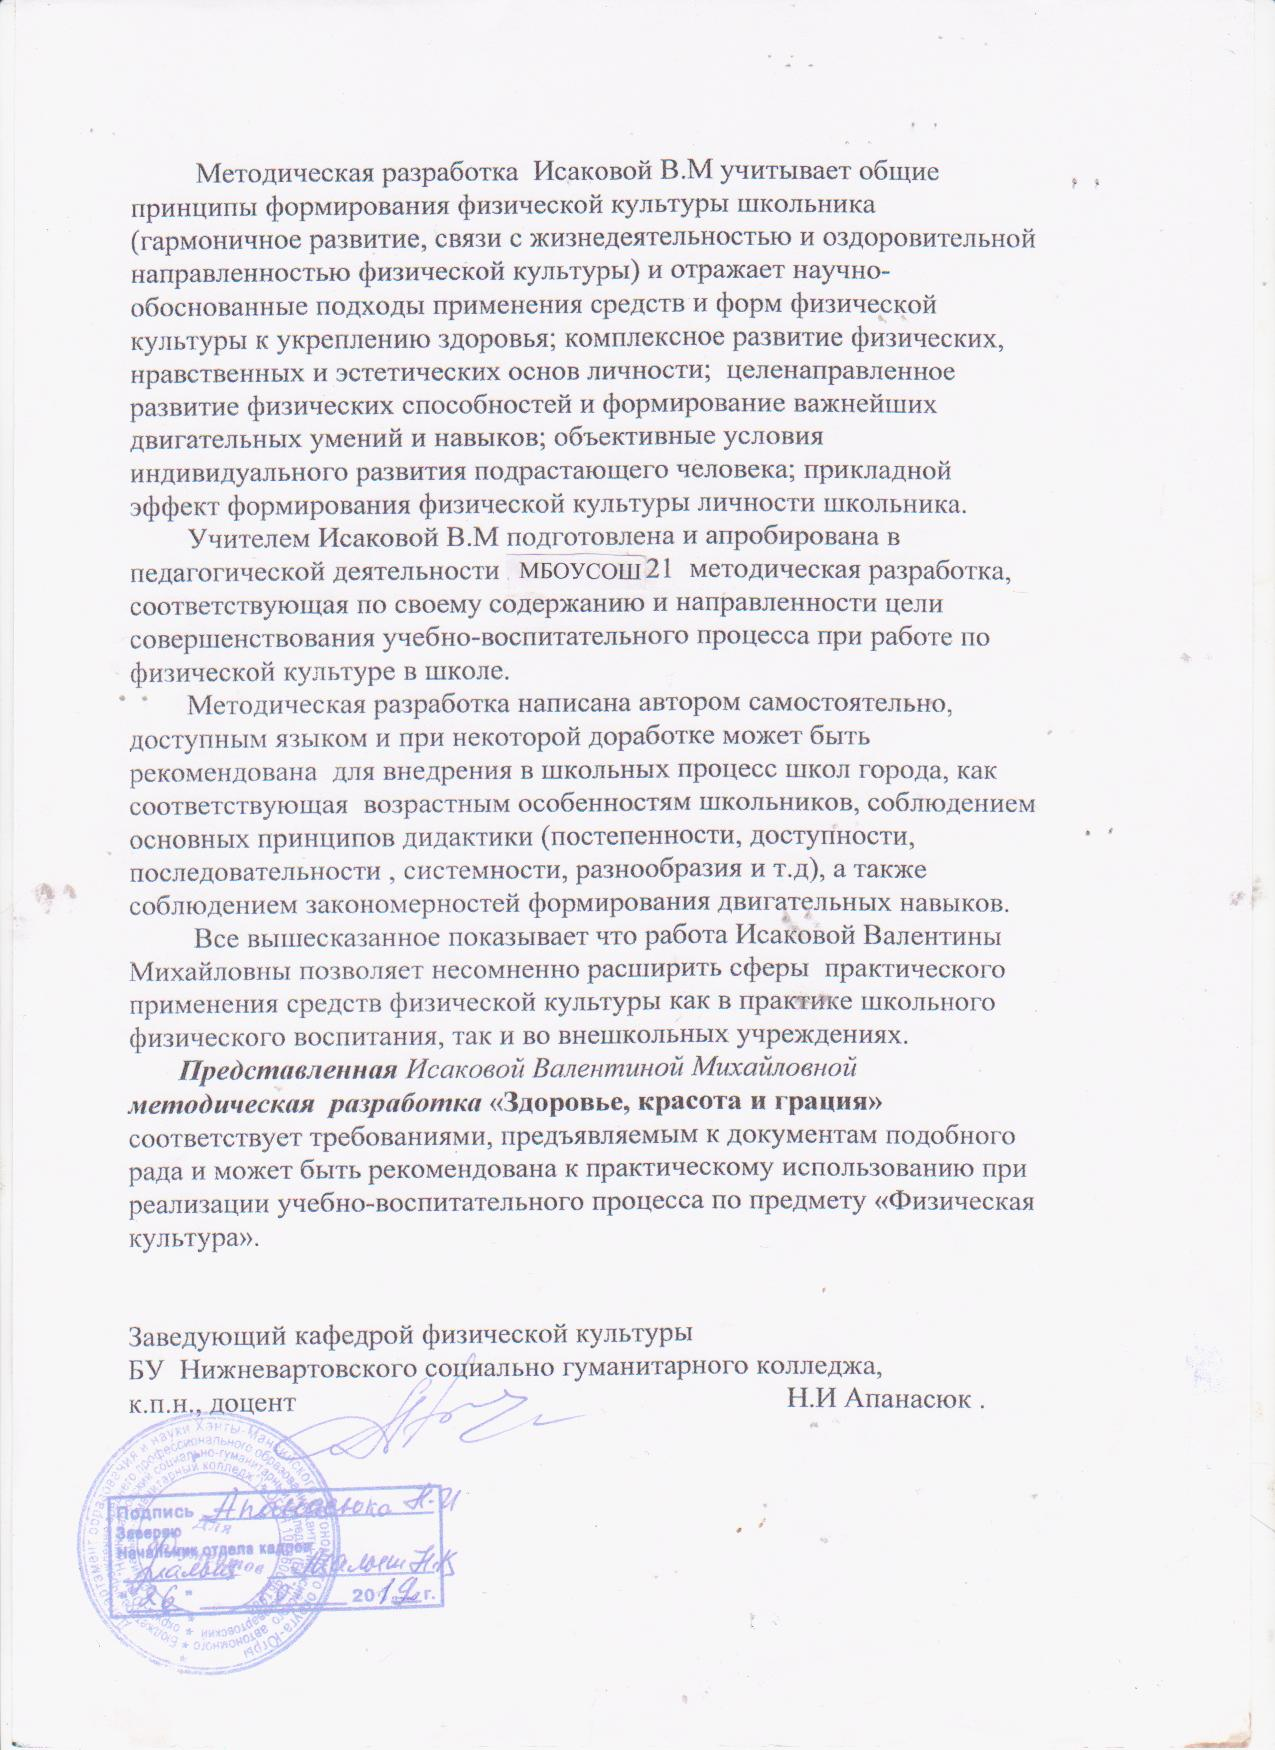 Методическая разработка  Исаковой В.М учитывает общие
принципы формирования физической культуры школьника
(гармоничное развитие, связи с жизнедеятельностью и оздоровительной
направленностью физической культуры) и отражает научно-
обоснованные подходы применения средств и форм физической
культуры к укреплению здоровья; комплексное развитие физических,
нравственных и эстетических основ личности;  целенаправленное
развитие физических способностей и формирование важнейших
двигательных умений и навыков; объективные условия
индивидуального развития подрастающего человека; прикладной
эффект формирования физической культуры личности школьника.
Учителем Исаковой В.М подготовлена и апробирована в
педагогической деятельности  МБОУСОШ 21  методическая разработка,
соответствующая по своему содержанию и направленности цели
совершенствования учебно-воспитательного процесса при работе по
физической культуре в школе.
Методическая разработка написана автором самостоятельно,
доступным языком и при некоторой доработке может быть
рекомендована  для внедрения в школьных процесс школ города, как
соответствующая  возрастным особенностям школьников, соблюдением
основных принципов дидактики (постепенности, доступности,
последовательности , системности, разнообразия и т.д), а также
соблюдением закономерностей формирования двигательных навыков.
Все вышесказанное показывает что работа Исаковой Валентины
Михайловны позволяет несомненно расширить сферы  практического
применения средств физической культуры как в практике школьного
физического воспитания, так и во внешкольных учреждениях.
Представленная Исаковой Валентиной Михайловной
методическая  разработка «Здоровье, красота и грация»
соответствует требованиями, предъявляемым к документам подобного
рада и может быть рекомендована к практическому использованию при
реализации учебно-воспитательного процесса по предмету «Физическая
культура».
Заведующий кафедрой физической культуры
БУ  Нижневартовского социально гуманитарного колледжа,
к.п.н., доцент Н.И Апанасюк .
Подпись Апанасюка Н.И
Заверяю
Начальник отдела кадров
"26" 2019 г.